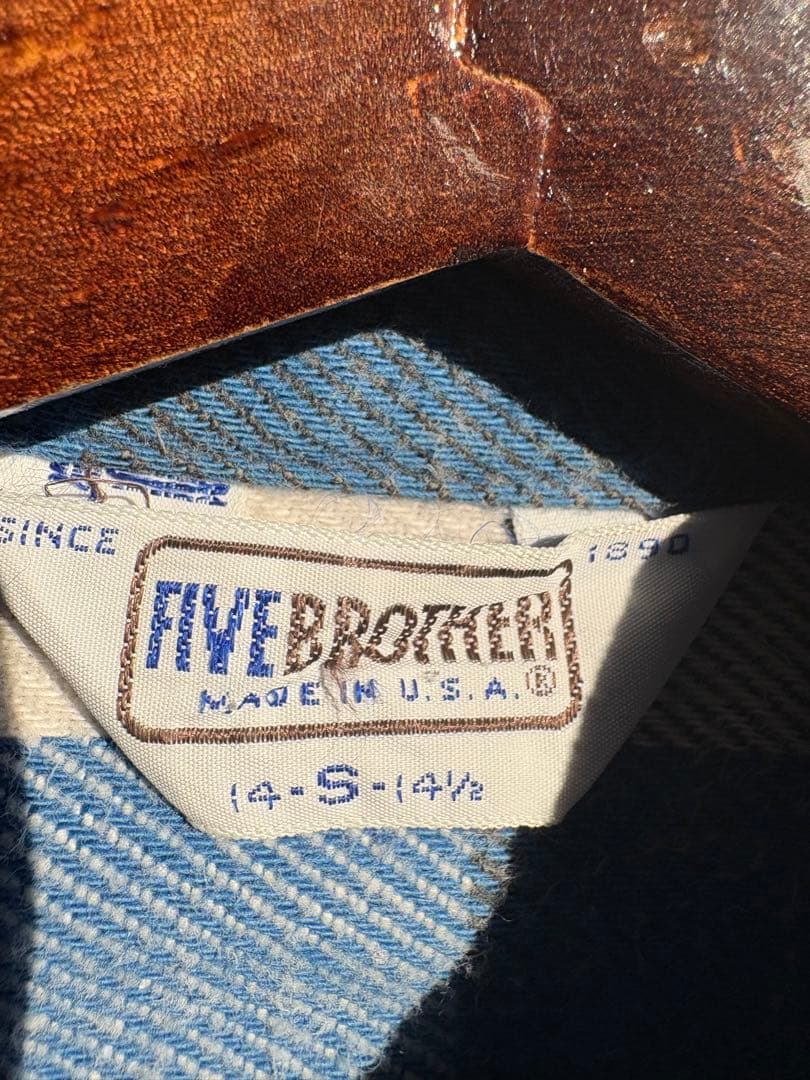 SINCE 1890
FIVE BROTHER
MADE IN U.S.A.®
14-S-14½